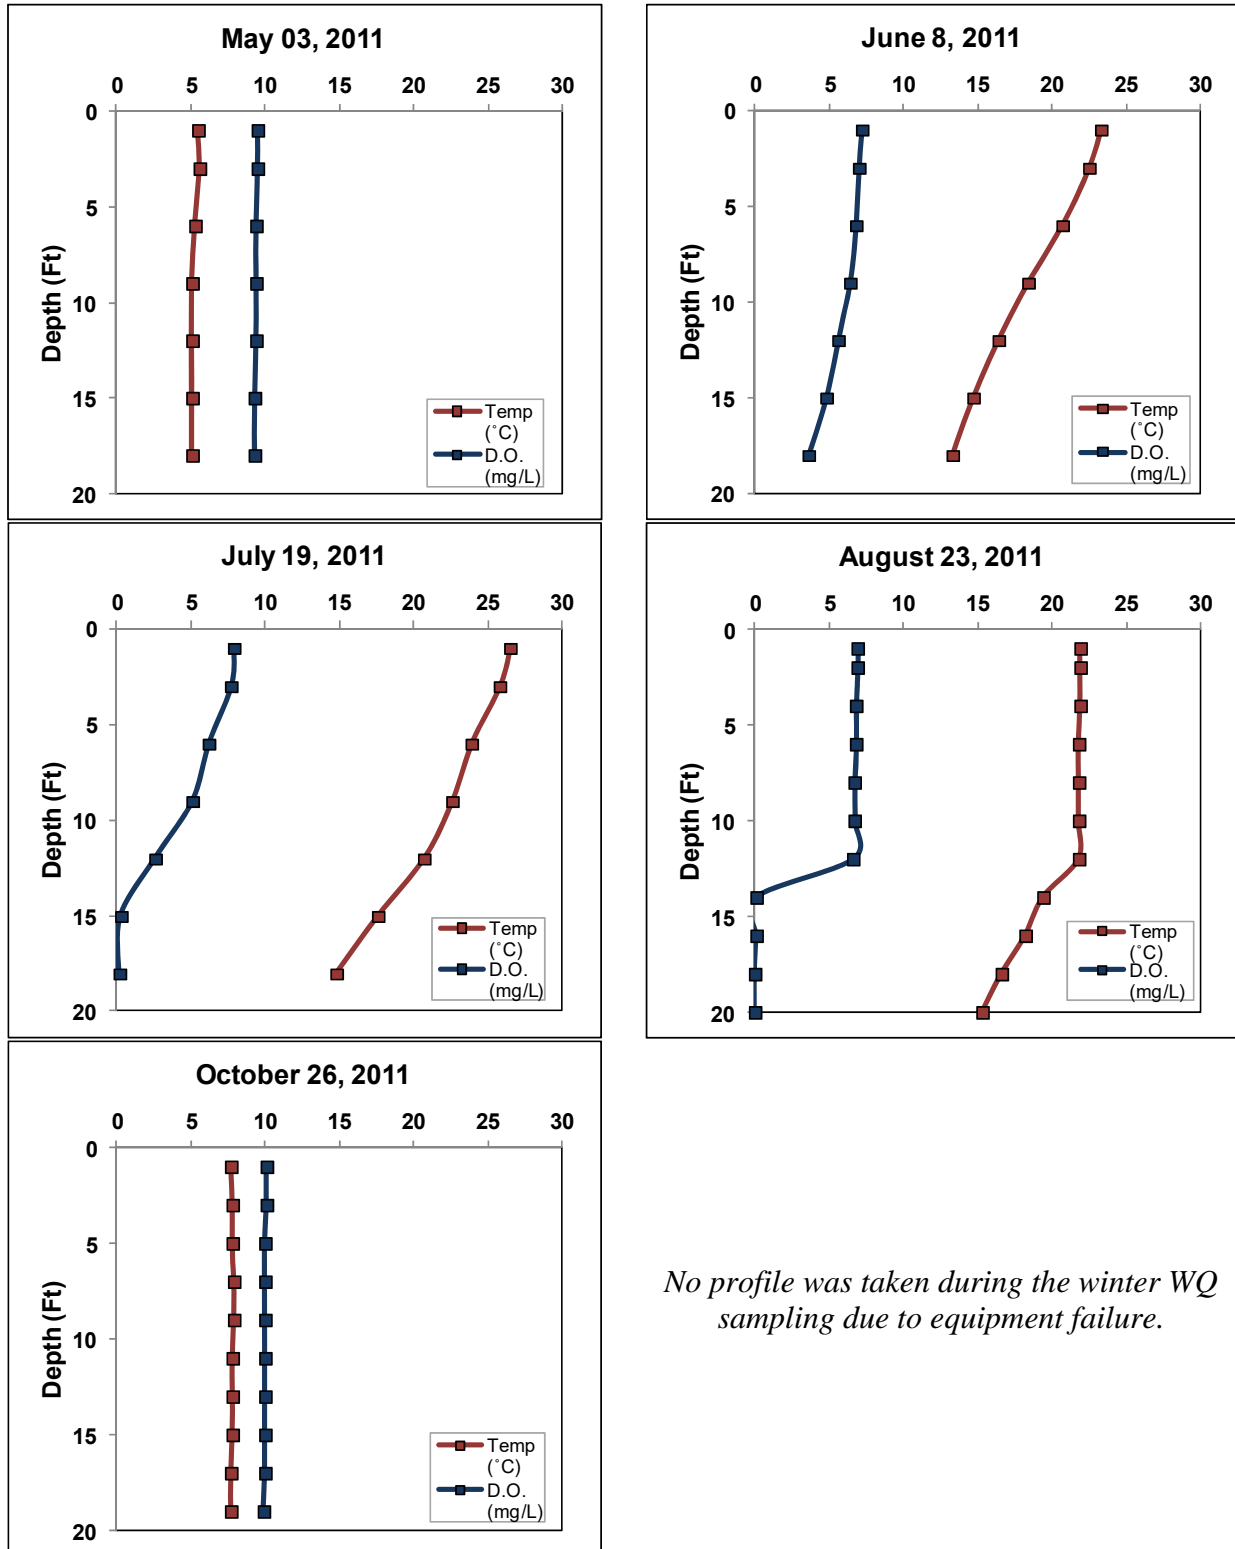 May 03, 2011
0 5 10 15 20 25 30
0
5
10
15
20
Depth (Ft)
Temp
(˚C)
D.O.
(mg/L)
June 8, 2011
0 5 10 15 20 25 30
0
5
10
15
20
Depth (Ft)
Temp
(˚C)
D.O.
(mg/L)
July 19, 2011
0 5 10 15 20 25 30
0
5
10
15
20
Depth (Ft)
Temp
(˚C)
D.O.
(mg/L)
August 23, 2011
0 5 10 15 20 25 30
0
5
10
15
20
Depth (Ft)
Temp
(˚C)
D.O.
(mg/L)
October 26, 2011
0 5 10 15 20 25 30
0
5
10
15
20
Depth (Ft)
Temp
(˚C)
D.O.
(mg/L)
No profile was taken during the winter WQ
sampling due to equipment failure.